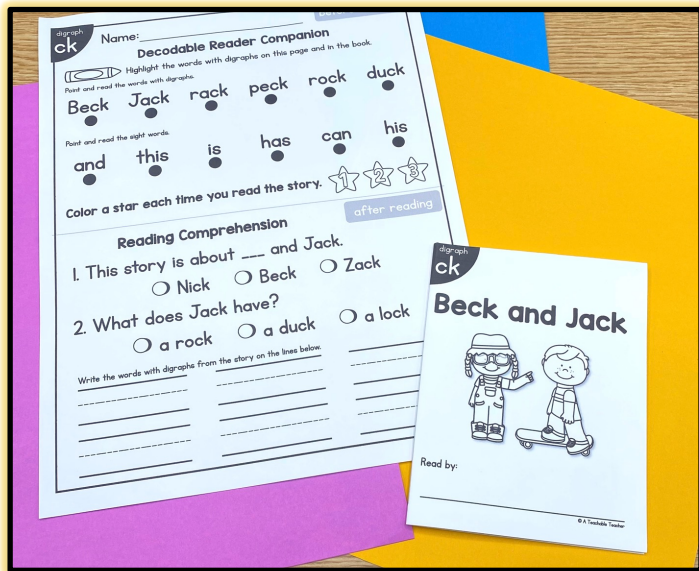 digraph
ck
Name:
Decodable Reader Companion
Highlight the words with digraphs on this page and in the book.
Point and read the words with digraphs.
Beck Jack rack peck rock duck
Point and read the sight words.
and this is has can his
Color a star each time you read the story. 1 2 3
after reading
Reading Comprehension
1. This story is about ___ and Jack.
Nick Beck Zack
2. What does Jack have?
a rock a duck a lock
Write the words with digraphs from the story on the lines below.
digraph
ck
Beck and Jack
Read by:
© A Teachable Teacher